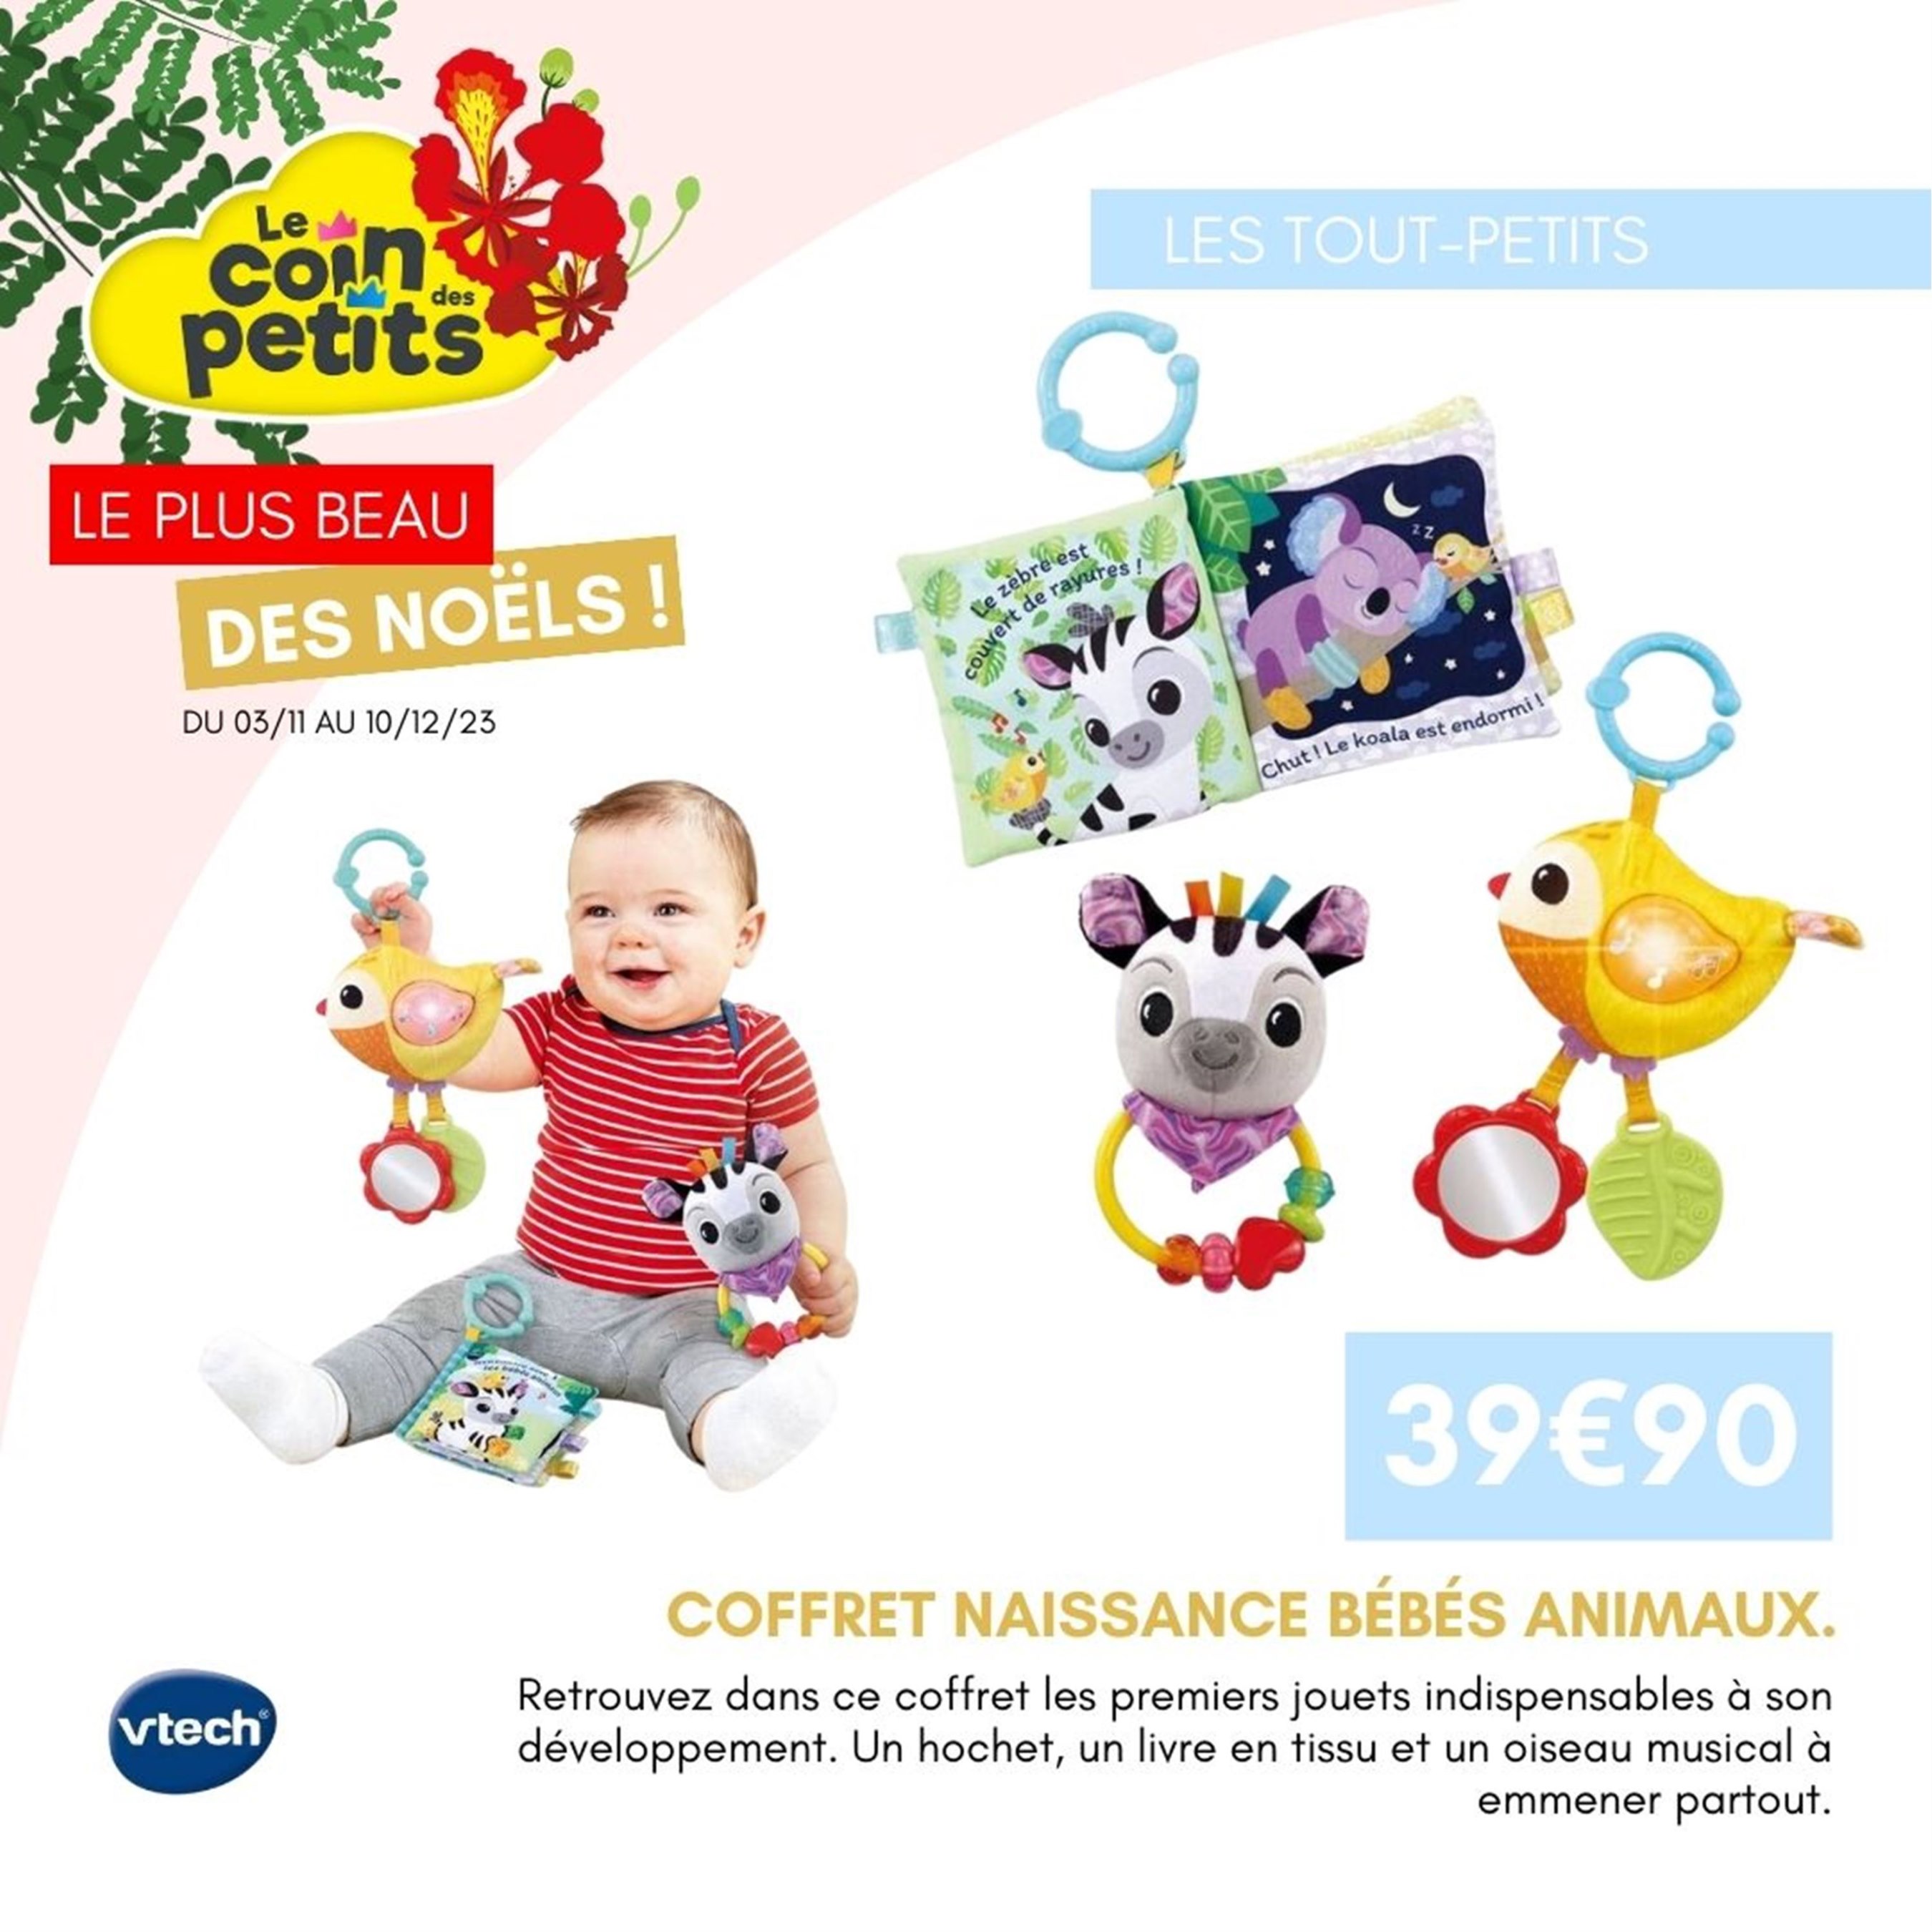 Le
coin
des
petits
LE PLUS BEAU
DES NOËLS !
DU 03/11 AU 10/12/23
LES TOUT-PETITS
Le zèbre est
couvert de rayures !
z z
Chut ! Le koala est endormi !
39€90
COFFRET NAISSANCE BÉBÉS ANIMAUX.
Retrouvez dans ce coffret les premiers jouets indispensables à son
développement. Un hochet, un livre en tissu et un oiseau musical à
emmener partout.
vtech®